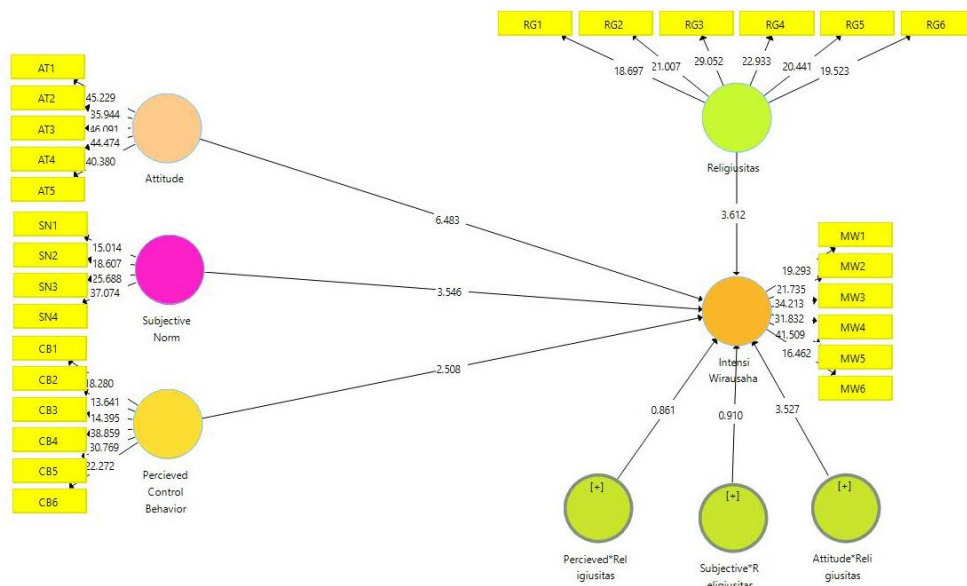 RG1
RG2
RG3
RG4
RG5
RG6
18.697
21.007
29.052
22.933
20.441
19.523
Religiusitas
3.612
AT1
AT2
AT3
AT4
AT5
45.229
35.944
46.091
44.474
40.380
Attitude
6.483
SN1
SN2
SN3
SN4
15.014
18.607
25.688
37.074
Subjective
Norm
3.546
CB1
CB2
CB3
CB4
CB5
CB6
18.280
13.641
14.395
38.859
30.769
22.272
Percieved
Control
Behavior
2.508
MW1
MW2
MW3
MW4
MW5
MW6
19.293
21.735
34.213
31.832
41.509
16.462
Intensi
Wirausaha
0.861
0.910
3.527
[+]
Percieved*Rel
igiusitas
[+]
Subjective*R
eligiusitas
[+]
Attitude*Reli
giusitas